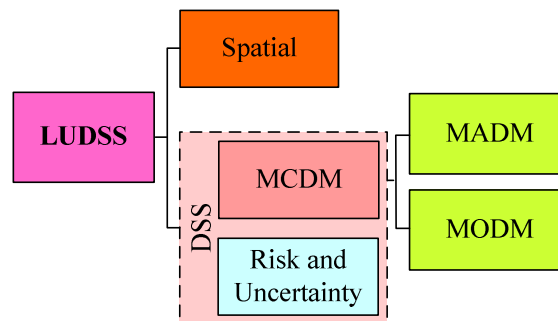 Spatial
LUDSS
DSS
MCDM
Risk and
Uncertainty
MADM
MODM